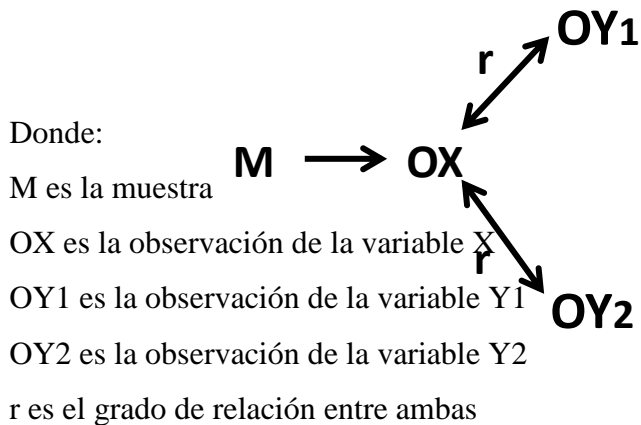 OY1
r
Donde:
M → OX
M es la muestra
OX es la observación de la variable X
r
OY1 es la observación de la variable Y1
OY2
OY2 es la observación de la variable Y2
r es el grado de relación entre ambas